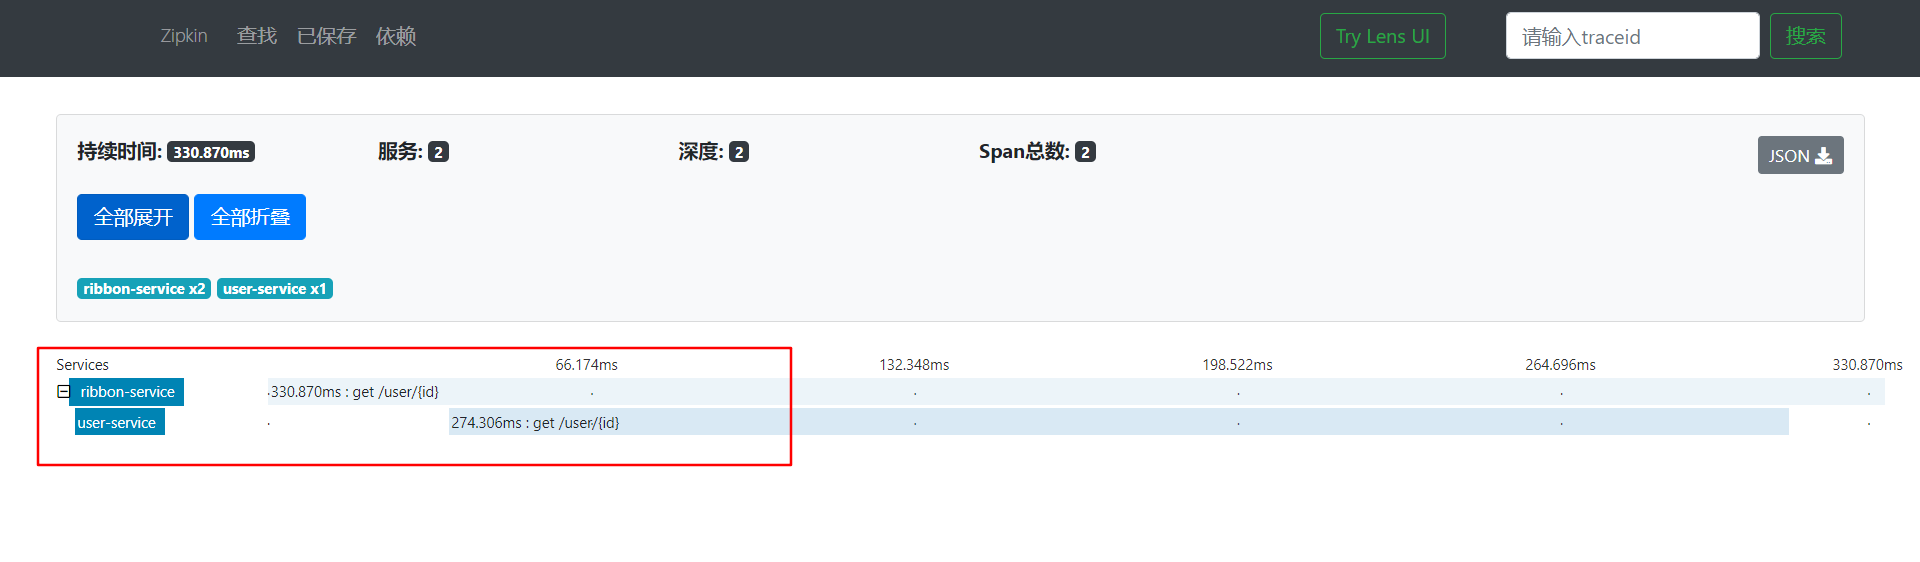 Zipkin 查找 已保存 依赖 Try Lens UI 请输入traceid 搜索
持续时间: 330.870ms 服务: 2 深度: 2 Span总数: 2 JSON
全部展开 全部折叠
ribbon-service x2 user-service x1
Services 66.174ms 132.348ms 198.522ms 264.696ms 330.870ms
ribbon-service 330.870ms : get /user/{id}
user-service 274.306ms : get /user/{id}